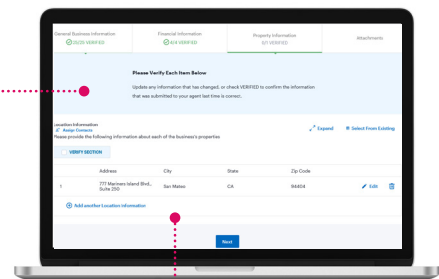 General Business Information
25/25 VERIFIED
Financial Information
4/4 VERIFIED
Property Information
0/1 VERIFIED
Attachments
Please Verify Each Item Below
Update any information that has changed, or check VERIFIED to confirm the information
that was submitted to your agent last time is correct.
Location Information
Assign Contacts
Expand
Select From Existing
Please provide the following information about each of the business's properties
VERIFY SECTION
Address City State Zip Code
1 777 Mariners Island Blvd., Suite 250 San Mateo CA 94404 Edit
Add another Location Information
Next